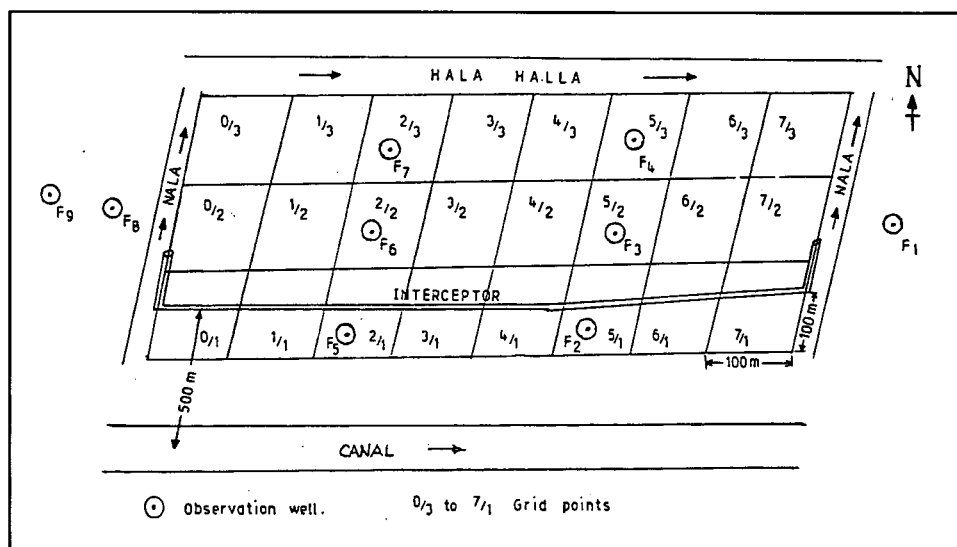 HALA HALLA
N
0/3 1/3 2/3 3/3 4/3 5/3 6/3 7/3
F7
F4
NALA
NALA
F9
F8
0/2 1/2 2/2 3/2 4/2 5/2 6/2 7/2
F6
F3
F1
INTERCEPTOR
0/1 1/1 F5 2/1 3/1 4/1 F2 5/1 6/1 7/1
100m
100m
500m
CANAL
Observation well.
0/3 to 7/1 Grid points